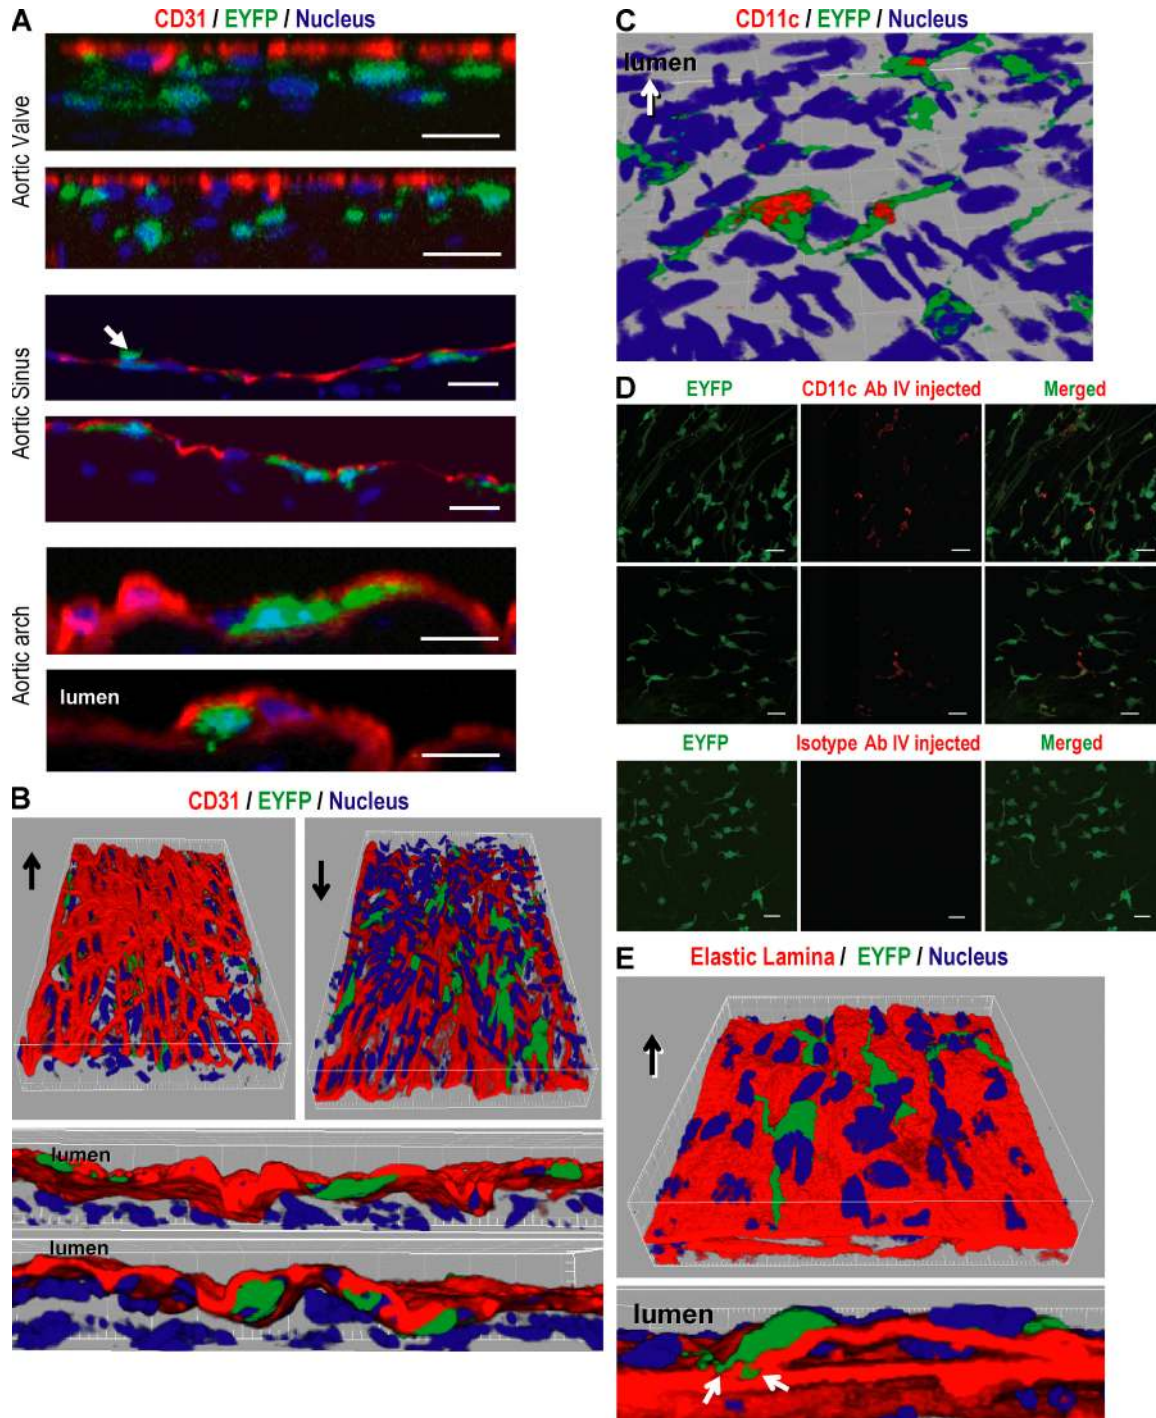 A
CD31 / EYFP / Nucleus
Aortic Valve
Aortic Sinus
Aortic arch
lumen
B
CD31 / EYFP / Nucleus
lumen
lumen
C
CD11c / EYFP / Nucleus
lumen
D
EYFP
CD11c Ab IV injected
Merged
EYFP
Isotype Ab IV injected
Merged
E
Elastic Lamina / EYFP / Nucleus
lumen